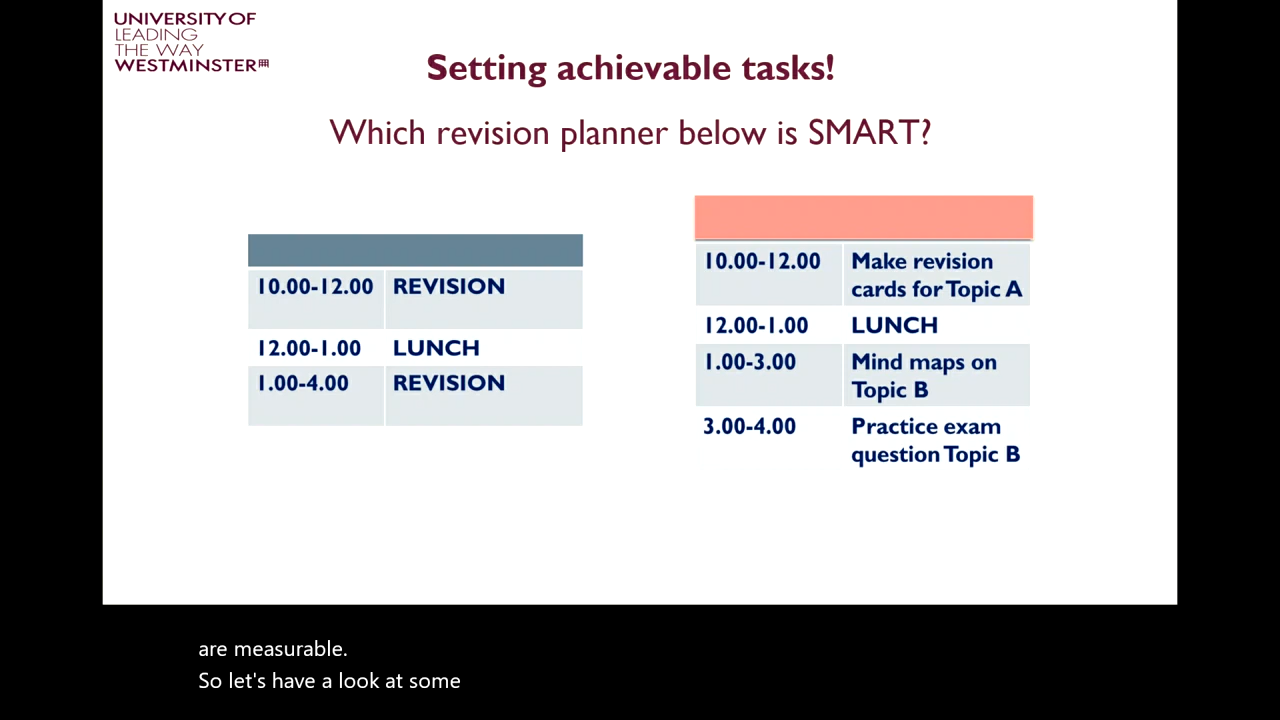 UNIVERSITY OF
LEADING
THE WAY
WESTMINSTER
Setting achievable tasks!
Which revision planner below is SMART?
10.00-12.00 REVISION
12.00-1.00 LUNCH
1.00-4.00 REVISION
10.00-12.00 Make revision
cards for Topic A
12.00-1.00 LUNCH
1.00-3.00 Mind maps on
Topic B
3.00-4.00 Practice exam
question Topic B
are measurable.
So let's have a look at some